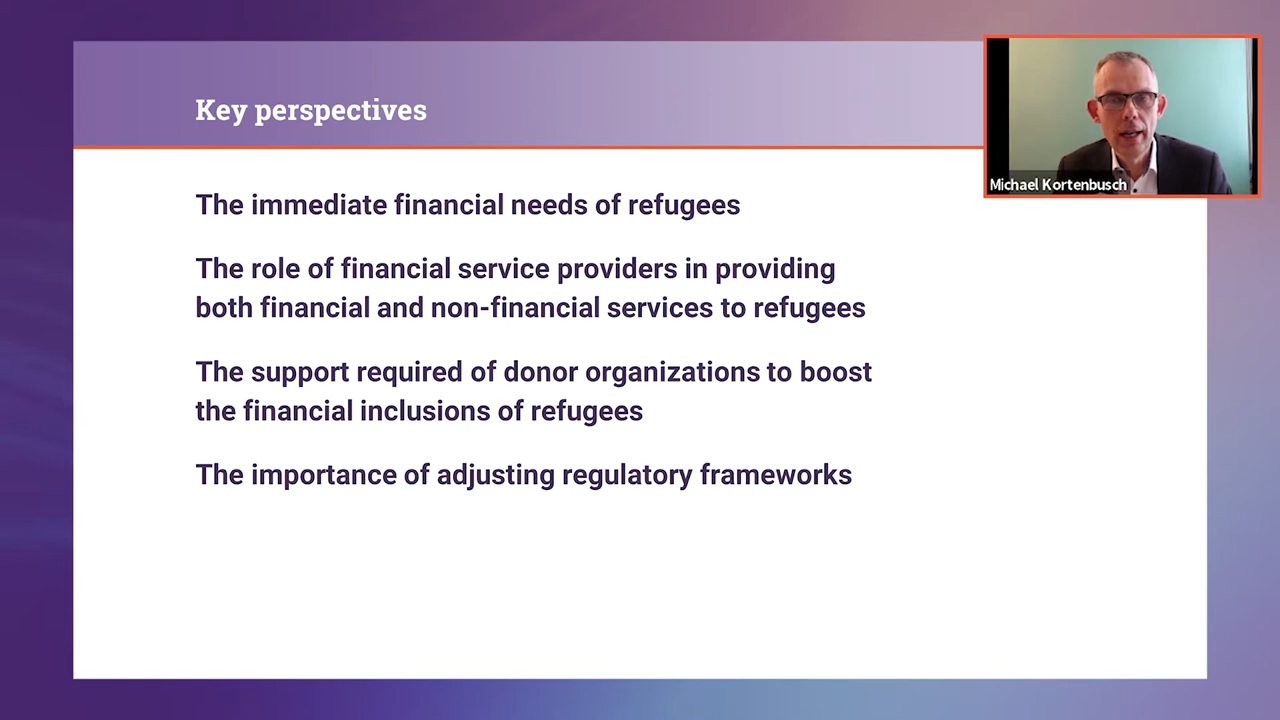 Key perspectives
Michael Kortenbusch
The immediate financial needs of refugees
The role of financial service providers in providing
both financial and non-financial services to refugees
The support required of donor organizations to boost
the financial inclusions of refugees
The importance of adjusting regulatory frameworks